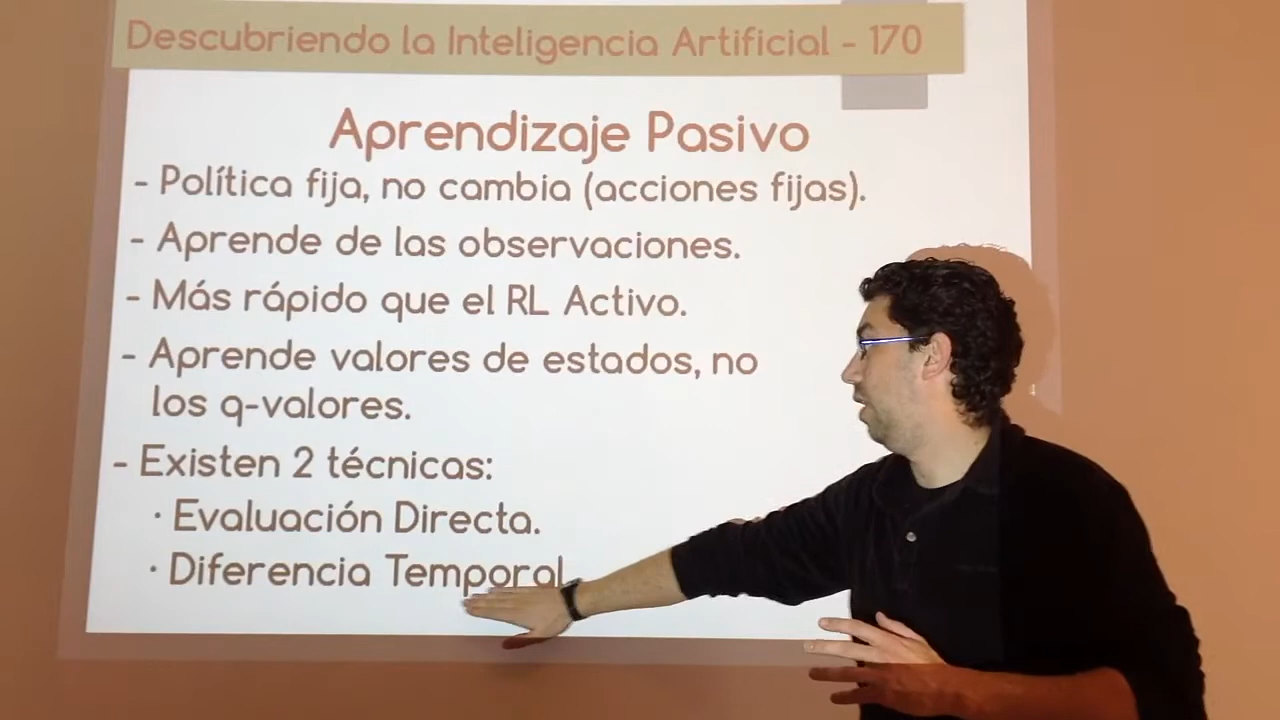 Descubriendo la Inteligencia Artificial - 170
Aprendizaje Pasivo
- Política fija, no cambia (acciones fijas).
- Aprende de las observaciones.
- Más rápido que el RL Activo.
- Aprende valores de estados, no
los q-valores.
- Existen 2 técnicas:
· Evaluación Directa.
· Diferencia Temporal